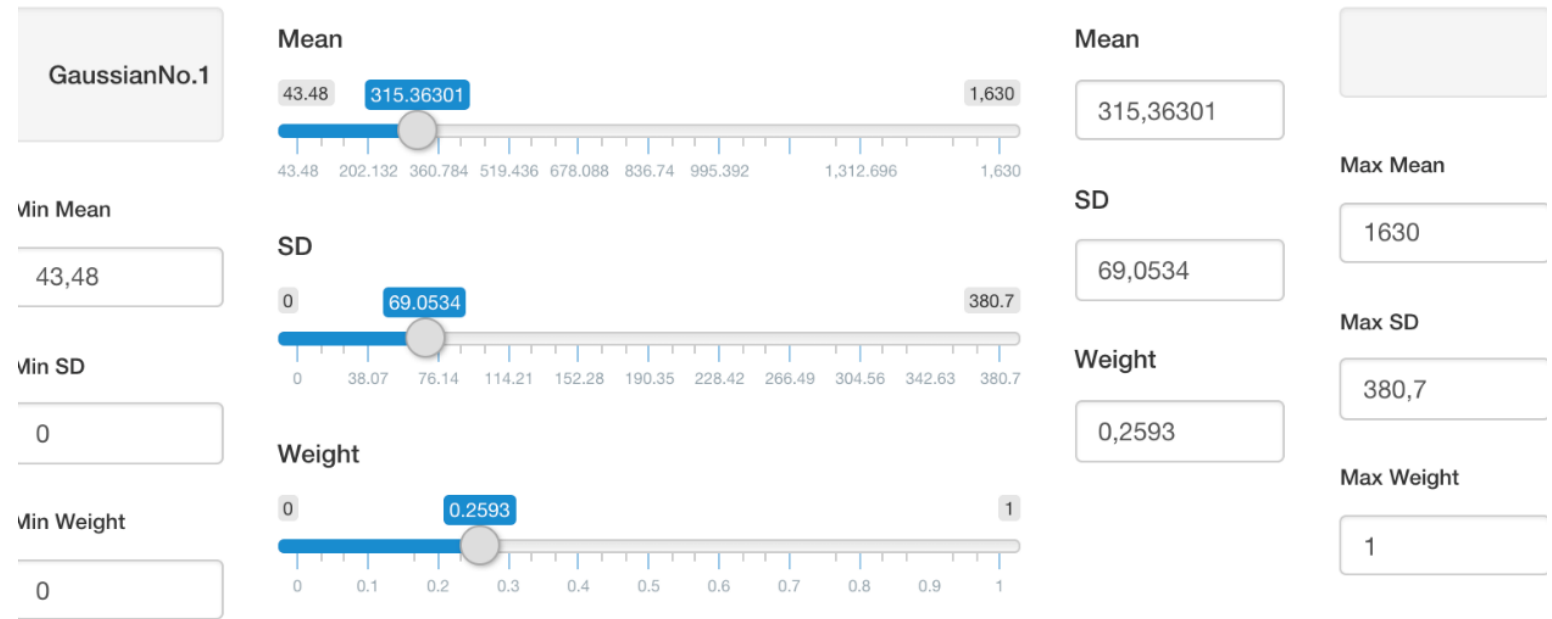 GaussianNo.1
Min Mean
43,48
Min SD
0
Min Weight
0
Mean
43.48 315.36301 1,630
43.48 202.132 360.784 519.436 678.088 836.74 995.392 1,312.696 1,630
SD
0 69.0534 380.7
0 38.07 76.14 114.21 152.28 190.35 228.42 266.49 304.56 342.63 380.7
Weight
0 0.2593 1
0 0.1 0.2 0.3 0.4 0.5 0.6 0.7 0.8 0.9 1
Mean
315,36301
SD
69,0534
Weight
0,2593
Max Mean
1630
Max SD
380,7
Max Weight
1